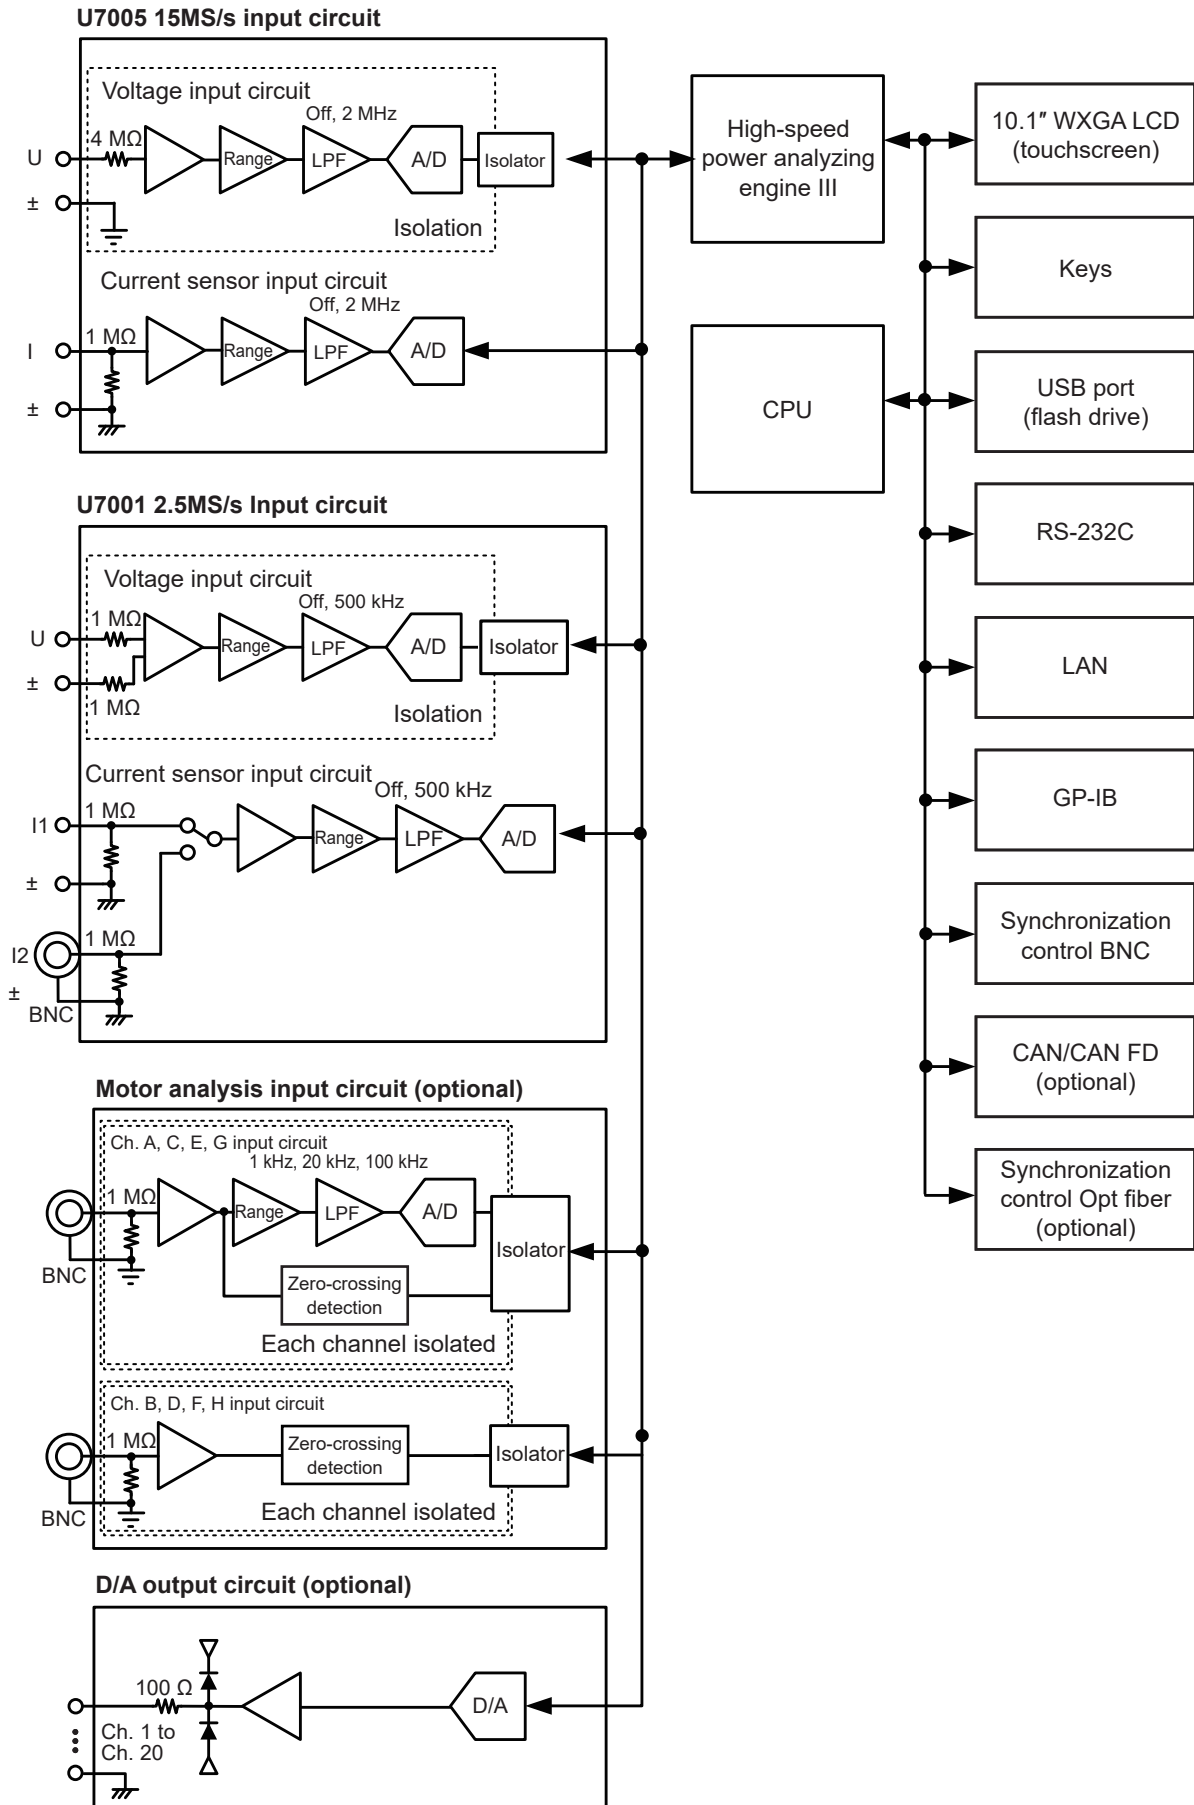 U7005 15MS/s input circuit
Voltage input circuit
Off, 2 MHz
4 MΩ
U
Range
LPF
A/D
Isolator
±
Isolation
Current sensor input circuit
Off, 2 MHz
1 MΩ
I
Range
LPF
A/D
±
High-speed
power analyzing
engine III
CPU
10.1″ WXGA LCD
(touchscreen)
Keys
USB port
(flash drive)
RS-232C
LAN
GP-IB
Synchronization
control BNC
CAN/CAN FD
(optional)
Synchronization
control Opt fiber
(optional)
U7001 2.5MS/s Input circuit
Voltage input circuit
Off, 500 kHz
1 MΩ
U
Range
LPF
A/D
Isolator
±
1 MΩ
Isolation
Current sensor input circuit
Off, 500 kHz
1 MΩ
I1
Range
LPF
A/D
±
1 MΩ
I2
±
BNC
Motor analysis input circuit (optional)
Ch. A, C, E, G input circuit
1 kHz, 20 kHz, 100 kHz
1 MΩ
Range
LPF
A/D
Isolator
BNC
Zero-crossing
detection
Each channel isolated
Ch. B, D, F, H input circuit
1 MΩ
Zero-crossing
detection
Isolator
BNC
Each channel isolated
D/A output circuit (optional)
100 Ω
D/A
Ch. 1 to
Ch. 20